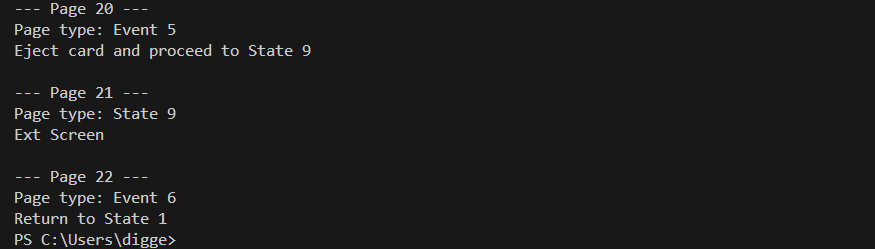 --- Page 20 ---
Page type: Event 5
Eject card and proceed to State 9
--- Page 21 ---
Page type: State 9
Ext Screen
--- Page 22 ---
Page type: Event 6
Return to State 1
PS C:\Users\digge>